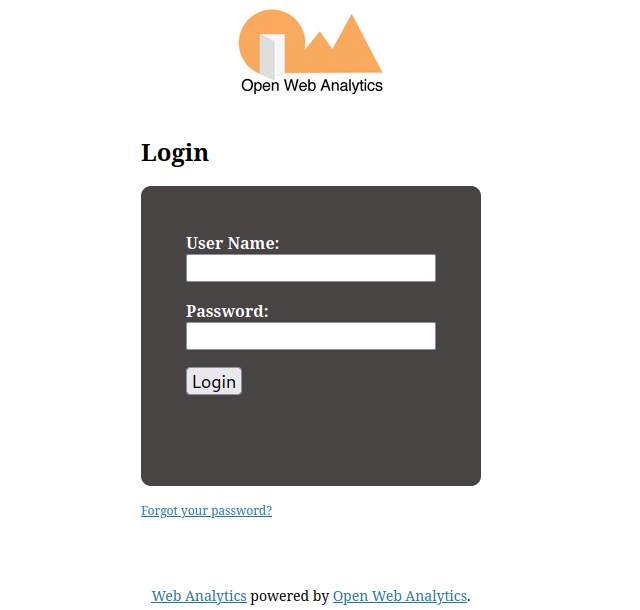 Open Web Analytics
Login
User Name:
Password:
Login
Forgot your password?
Web Analytics powered by Open Web Analytics.